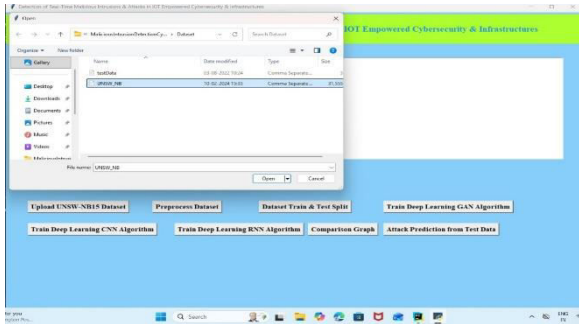 Detection of Real-Time Malicious Intrusions & Attacks in IOT Empowered Cybersecurity & Infrastructures
IOT Empowered Cybersecurity & Infrastructures
Open
Dataset
Search Dataset
Organize
New folder
Gallery
Desktop
Downloads
Documents
Pictures
Music
Videos
Name
Date modified
Type
Size
testData
Comma Separate...
UNSW_NB
Comma Separate...
File name: UNSW_NB
Open
Cancel
Upload UNSW-NB15 Dataset
Preprocess Dataset
Dataset Train & Test Split
Train Deep Learning GAN Algorithm
Train Deep Learning CNN Algorithm
Train Deep Learning RNN Algorithm
Comparison Graph
Attack Prediction from Test Data
Search
ENG